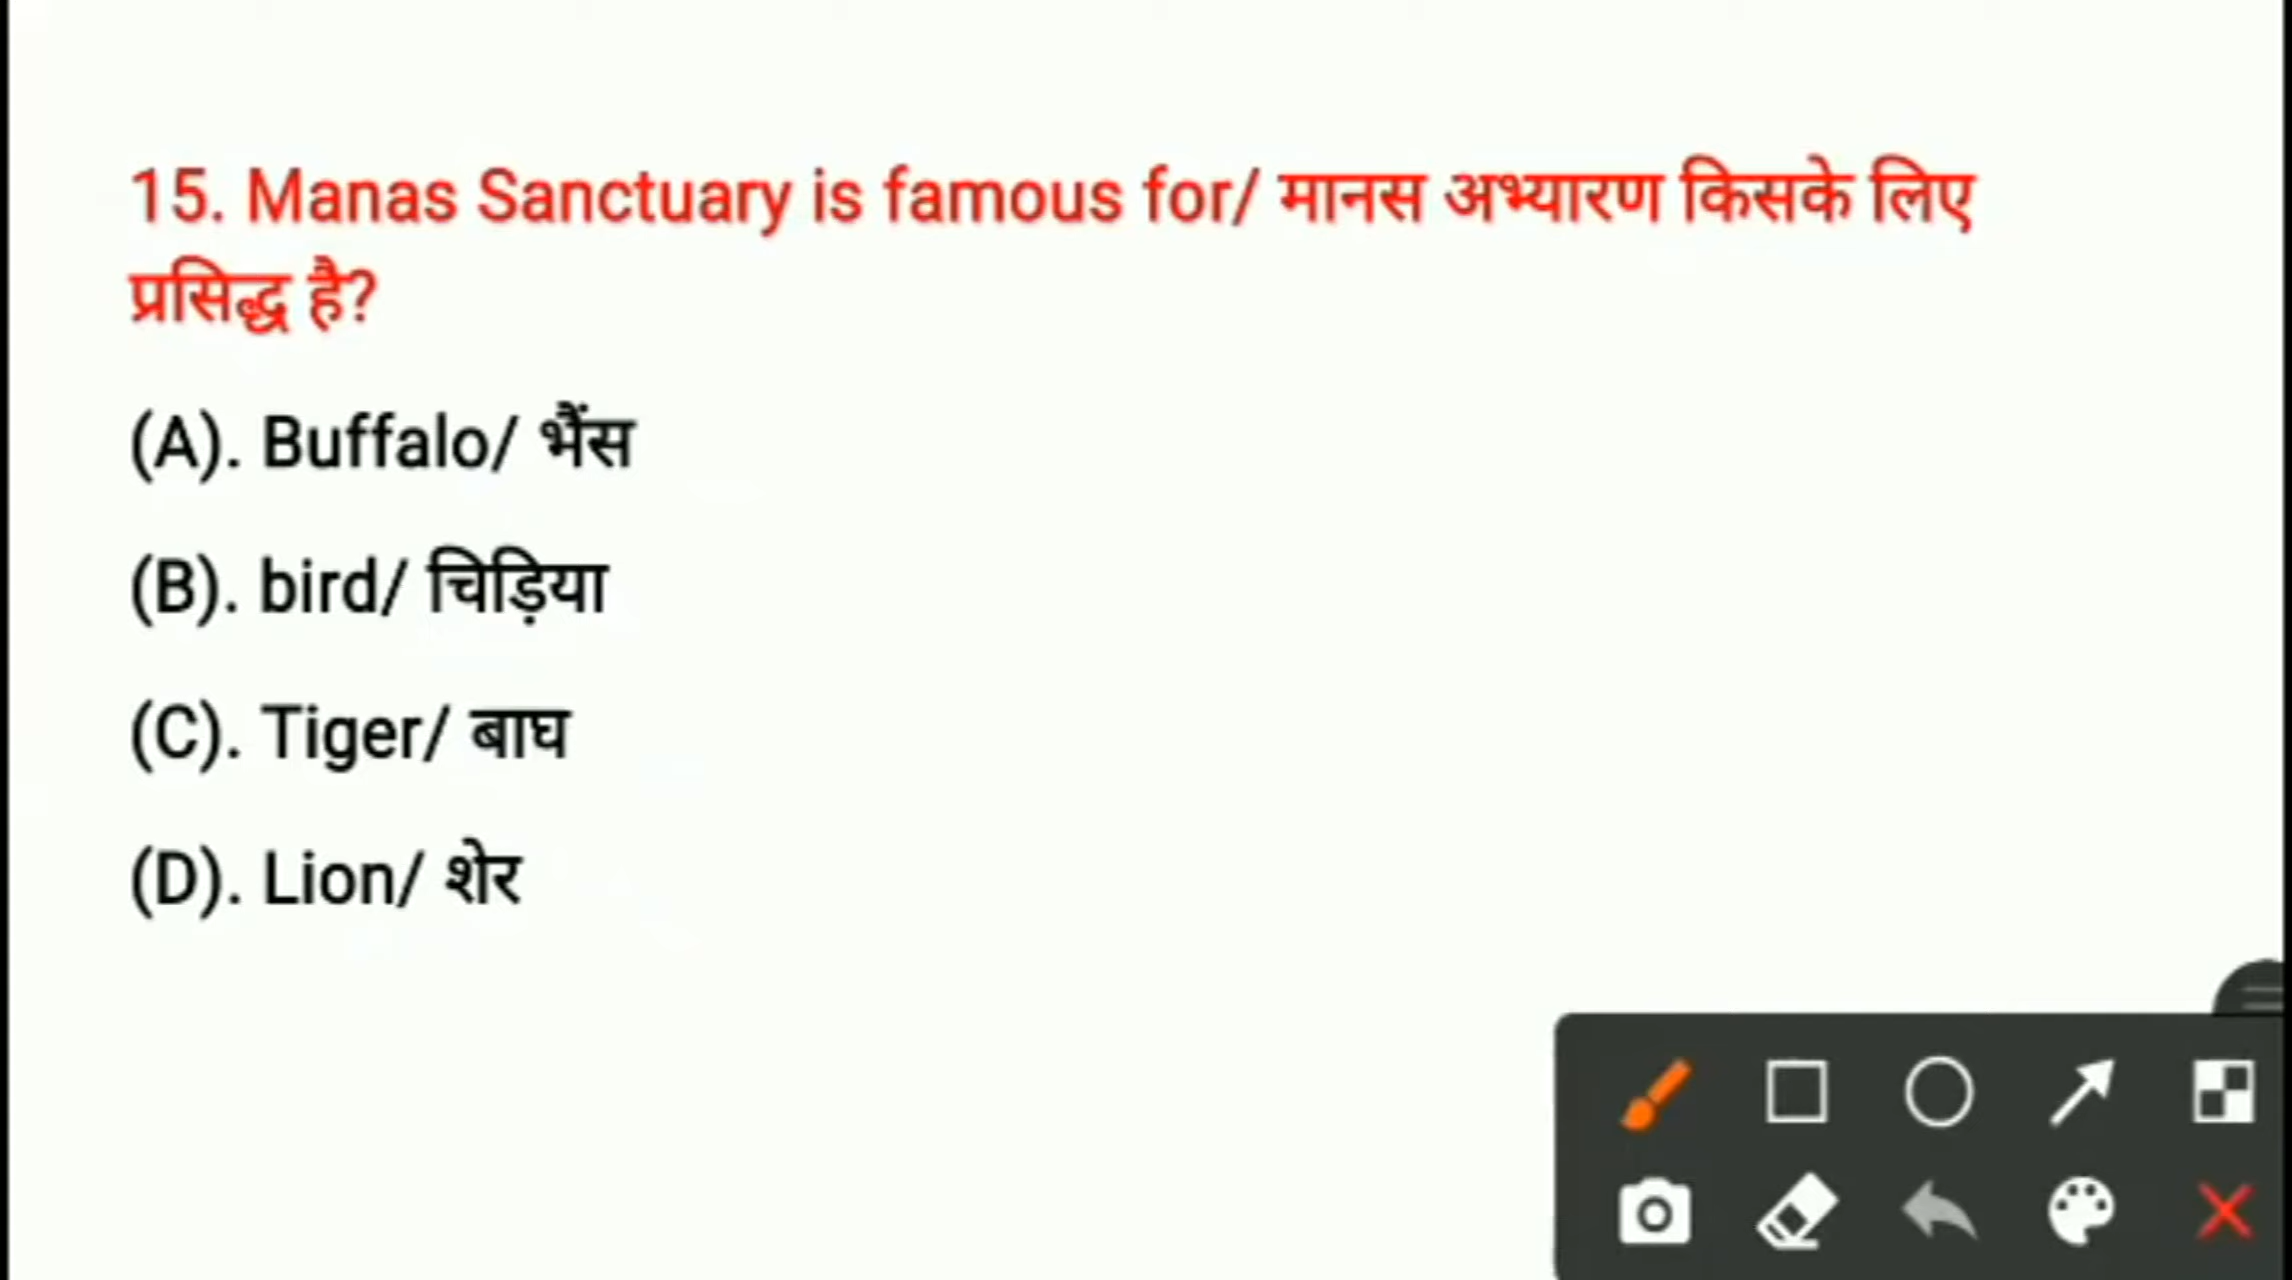 15. Manas Sanctuary is famous for/ मानस अभ्यारण किसके लिए
प्रसिद्ध है?
(A). Buffalo/ भैंस
(B). bird/ चिड़िया
(C). Tiger/ बाघ
(D). Lion/ शेर